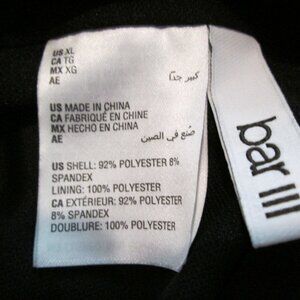 US XL
CA TG
MX XG
AE كبير جدًا
US MADE IN CHINA
CA FABRIQUÉ EN CHINE
MX HECHO EN CHINA
AE صُنع في الصين
US SHELL: 92% POLYESTER 8%
SPANDEX
LINING: 100% POLYESTER
CA EXTÉRIEUR: 92% POLYESTER
8% SPANDEX
DOUBLURE: 100% POLYESTER
bar III